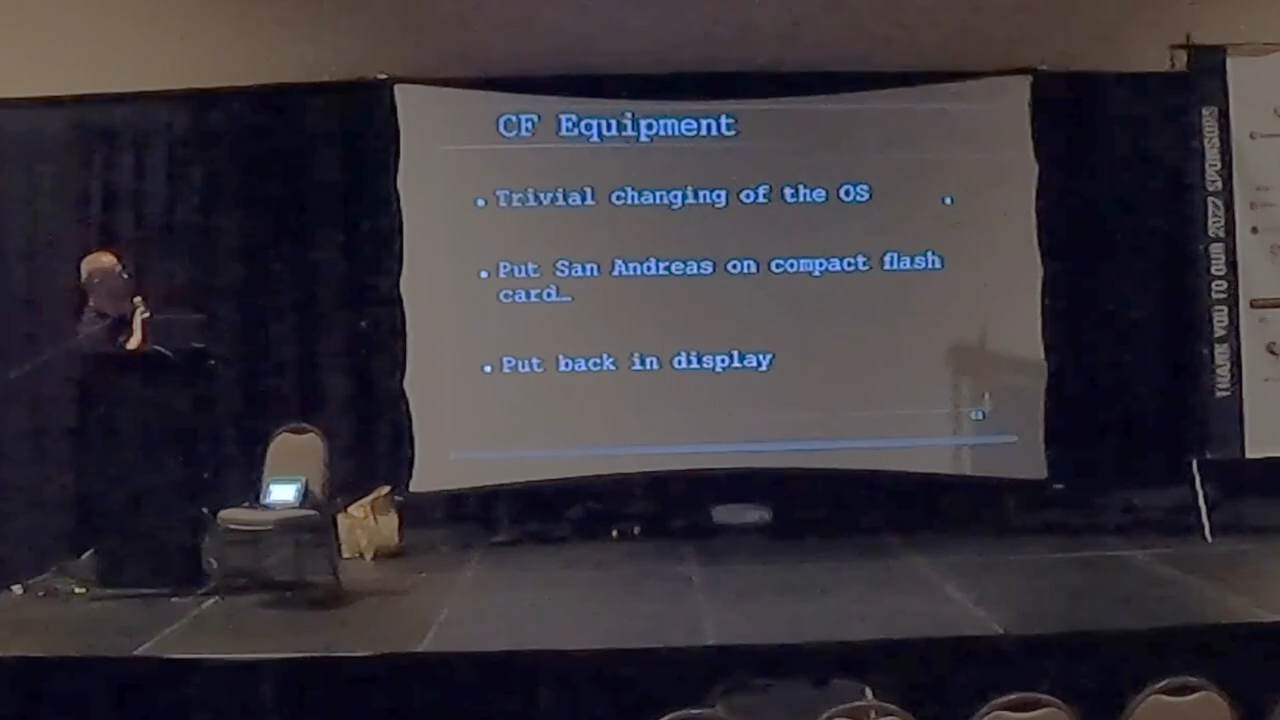 CF Equipment
• Trivial changing of the OS
• Put San Andreas on compact flash
card…
• Put back in display
THANK YOU TO OUR 2022 SPONSORS